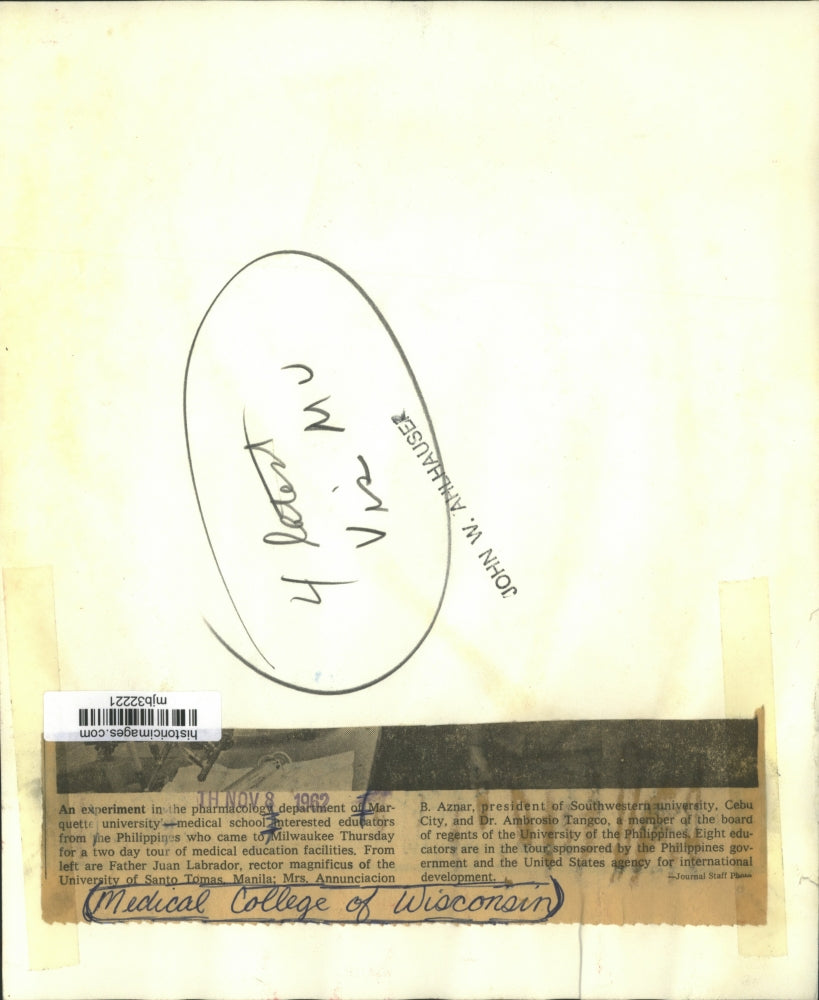 4 latest
Via MU
JOHN W. AHLHAUSER
historicimages.com
mjb32221
TH NOV 8 1962
An experiment in the pharmacology department of Mar-
quette university—medical school interested educators
from the Philippines who came to Milwaukee Thursday
for a two day tour of medical education facilities. From
left are Father Juan Labrador, rector magnificus of the
University of Santo Tomas, Manila; Mrs. Annunciacion
B. Aznar, president of Southwestern university, Cebu
City, and Dr. Ambrosio Tangco, a member of the board
of regents of the University of the Philippines. Eight edu-
cators are in the tour, sponsored by the Philippines gov-
ernment and the United States agency for international
development.
—Journal Staff Photo
Medical College of Wisconsin